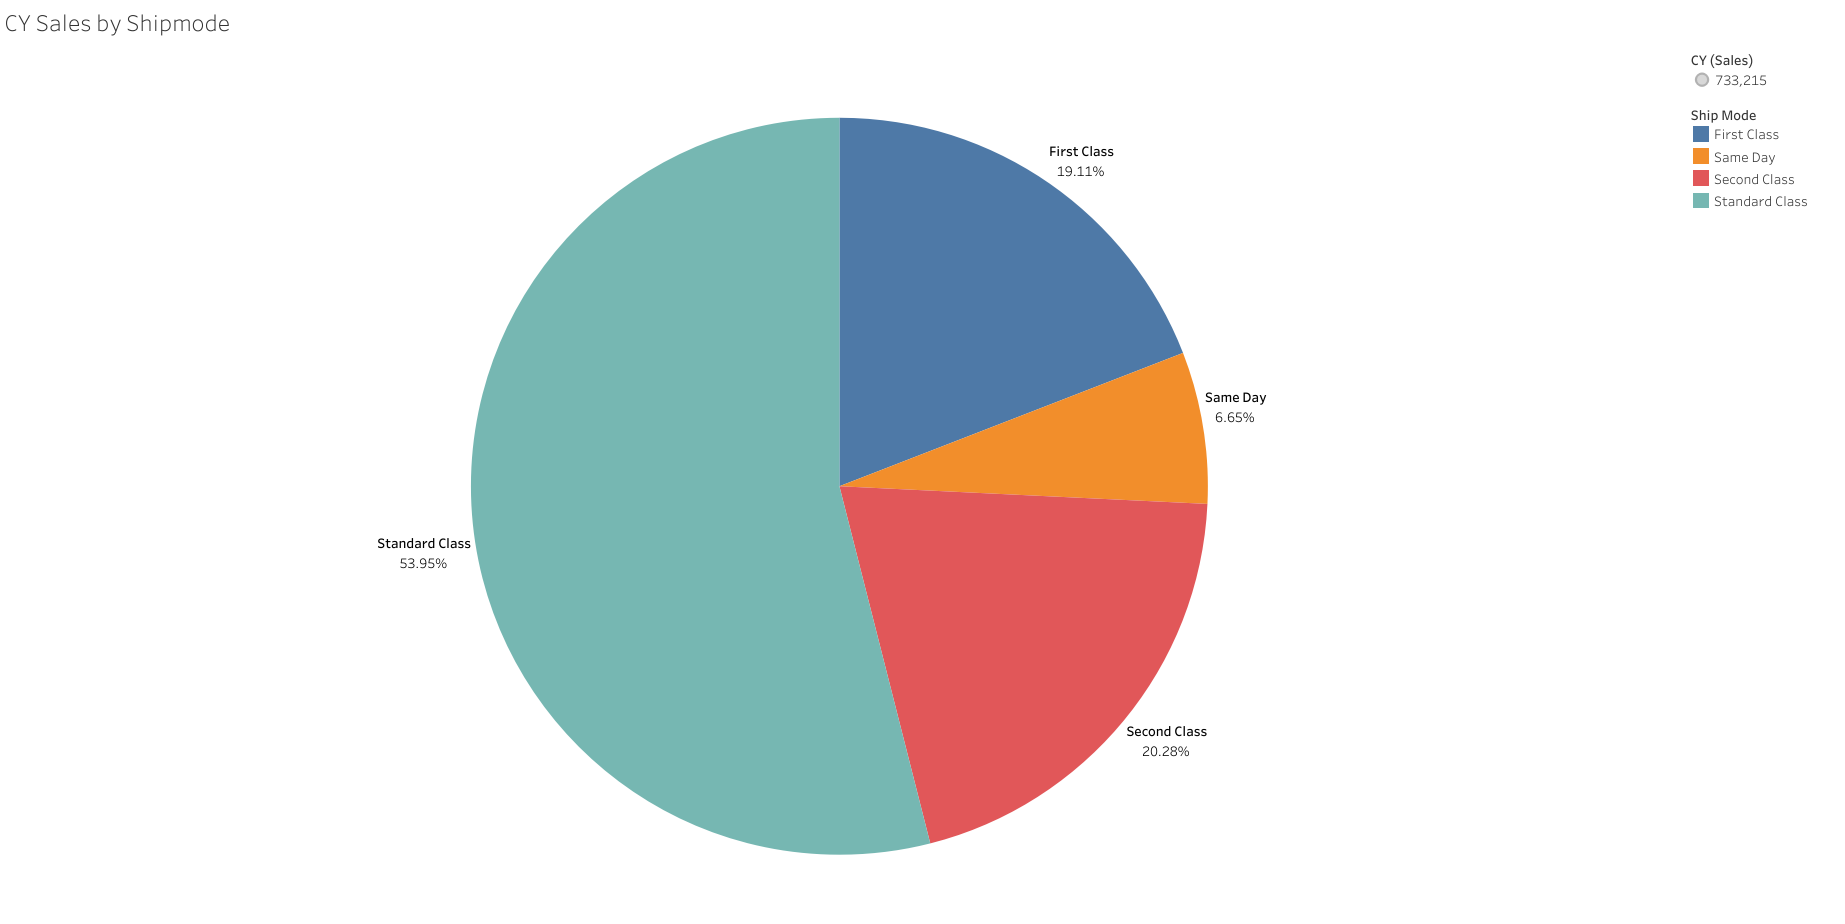 CY Sales by Shipmode
CY (Sales)
733,215
Ship Mode
First Class
Same Day
Second Class
Standard Class
First Class
19.11%
Same Day
6.65%
Standard Class
53.95%
Second Class
20.28%